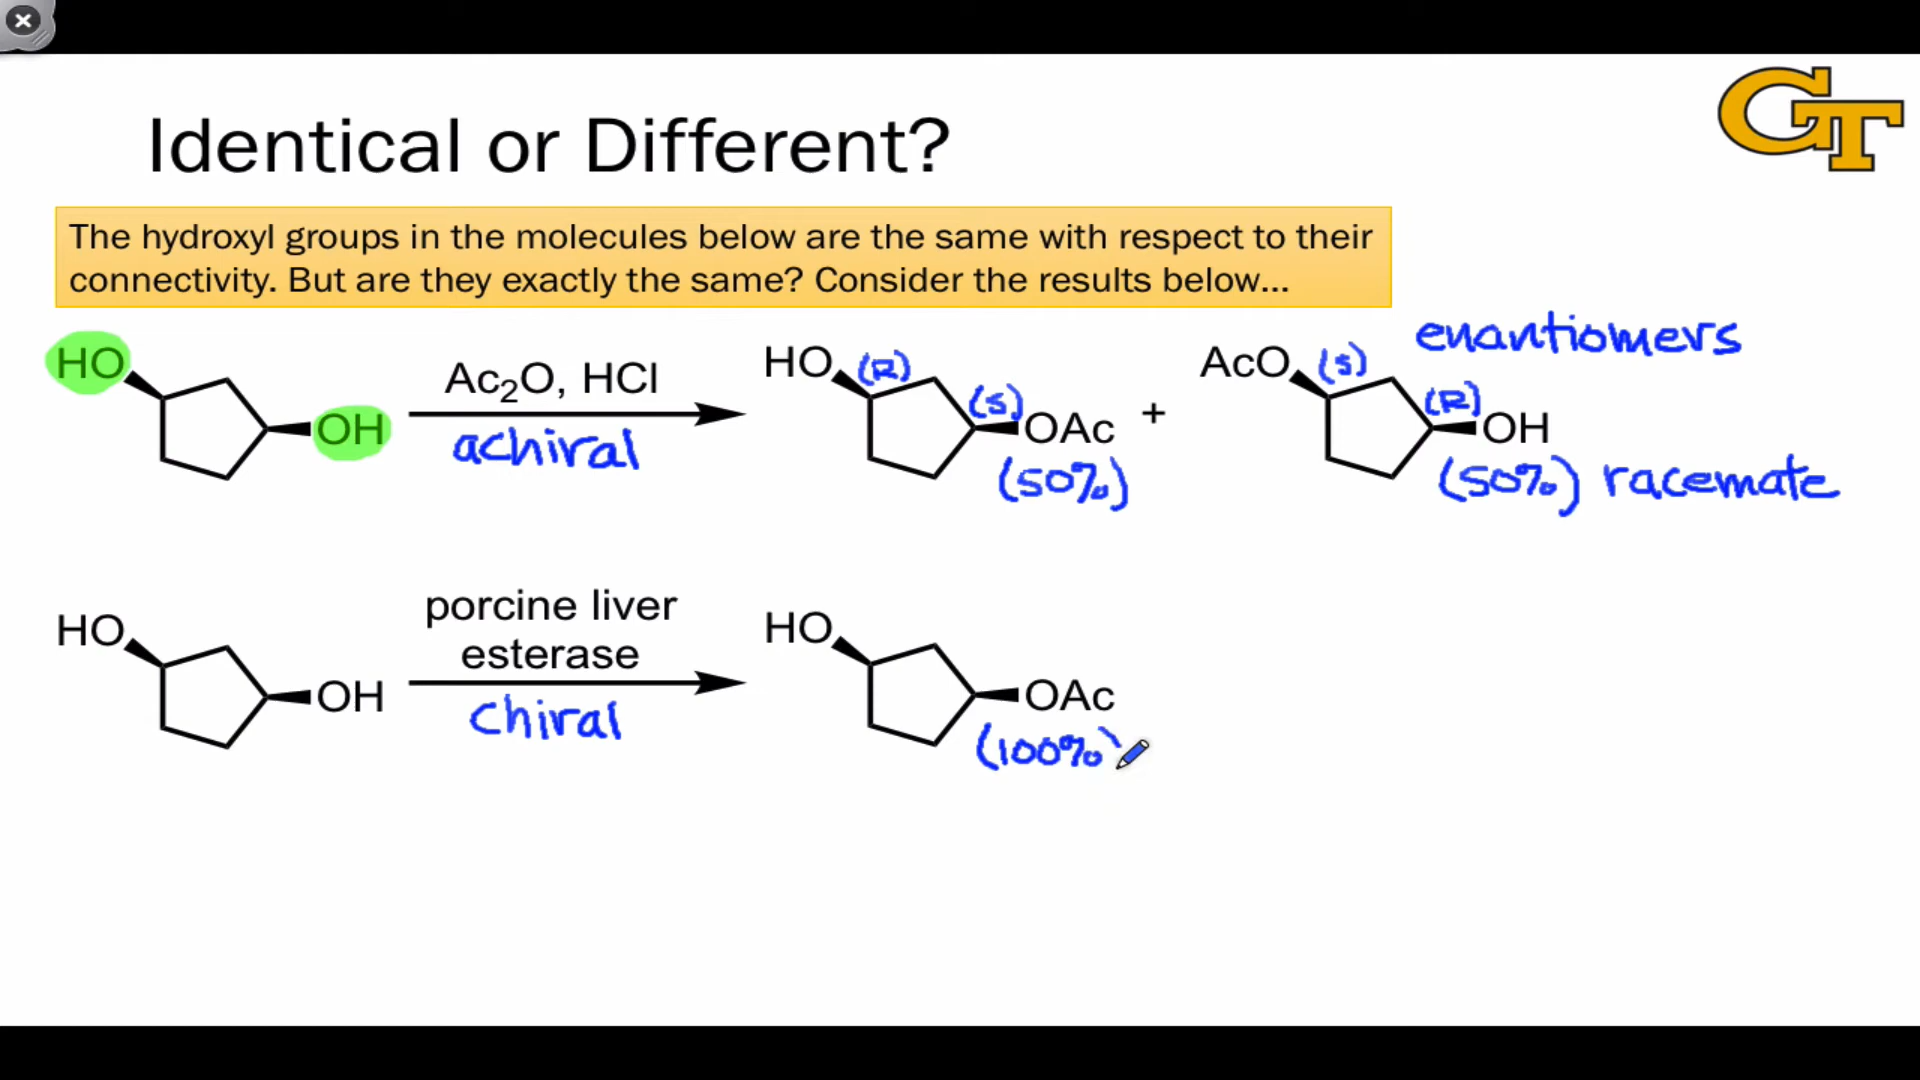 GT
Identical or Different?
The hydroxyl groups in the molecules below are the same with respect to their
connectivity. But are they exactly the same? Consider the results below...
enantiomers
HO
OH
Ac2O, HCl
achiral
HO (R)
(S)
OAc
(50%)
+
AcO (S)
(R)
OH
(50%) racemate
HO
OH
porcine liver
esterase
chiral
HO
OAc
(100%)